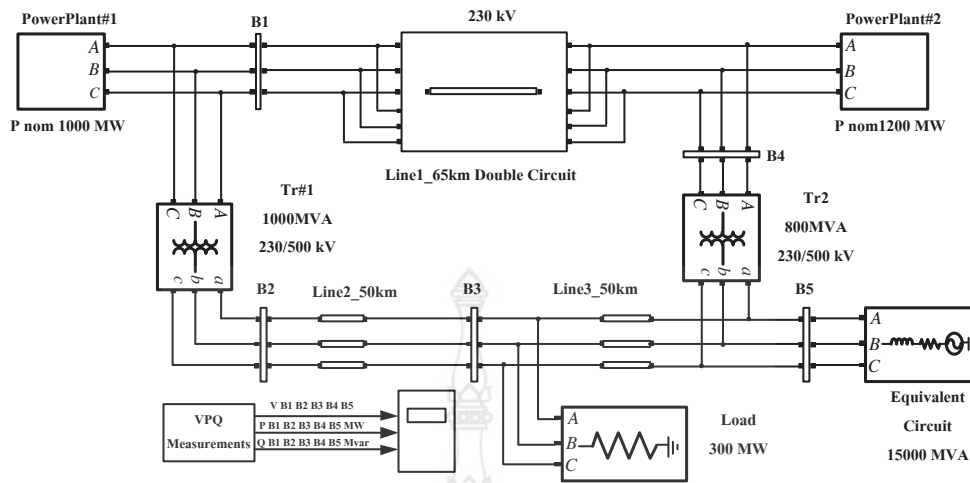 PowerPlant#1
B1
230 kV
PowerPlant#2
A
B
C
A
B
C
P nom 1000 MW
P nom1200 MW
B4
Line1_65km Double Circuit
Tr#1
1000MVA
230/500 kV
C
B
A
c
b
a
Tr2
800MVA
230/500 kV
C
B
A
c
b
a
B2
Line2_50km
B3
Line3_50km
B5
A
B
C
VPQ
Measurements
V B1 B2 B3 B4 B5
P B1 B2 B3 B4 B5 MW
Q B1 B2 B3 B4 B5 Mvar
A
B
C
Load
300 MW
Equivalent
Circuit
15000 MVA